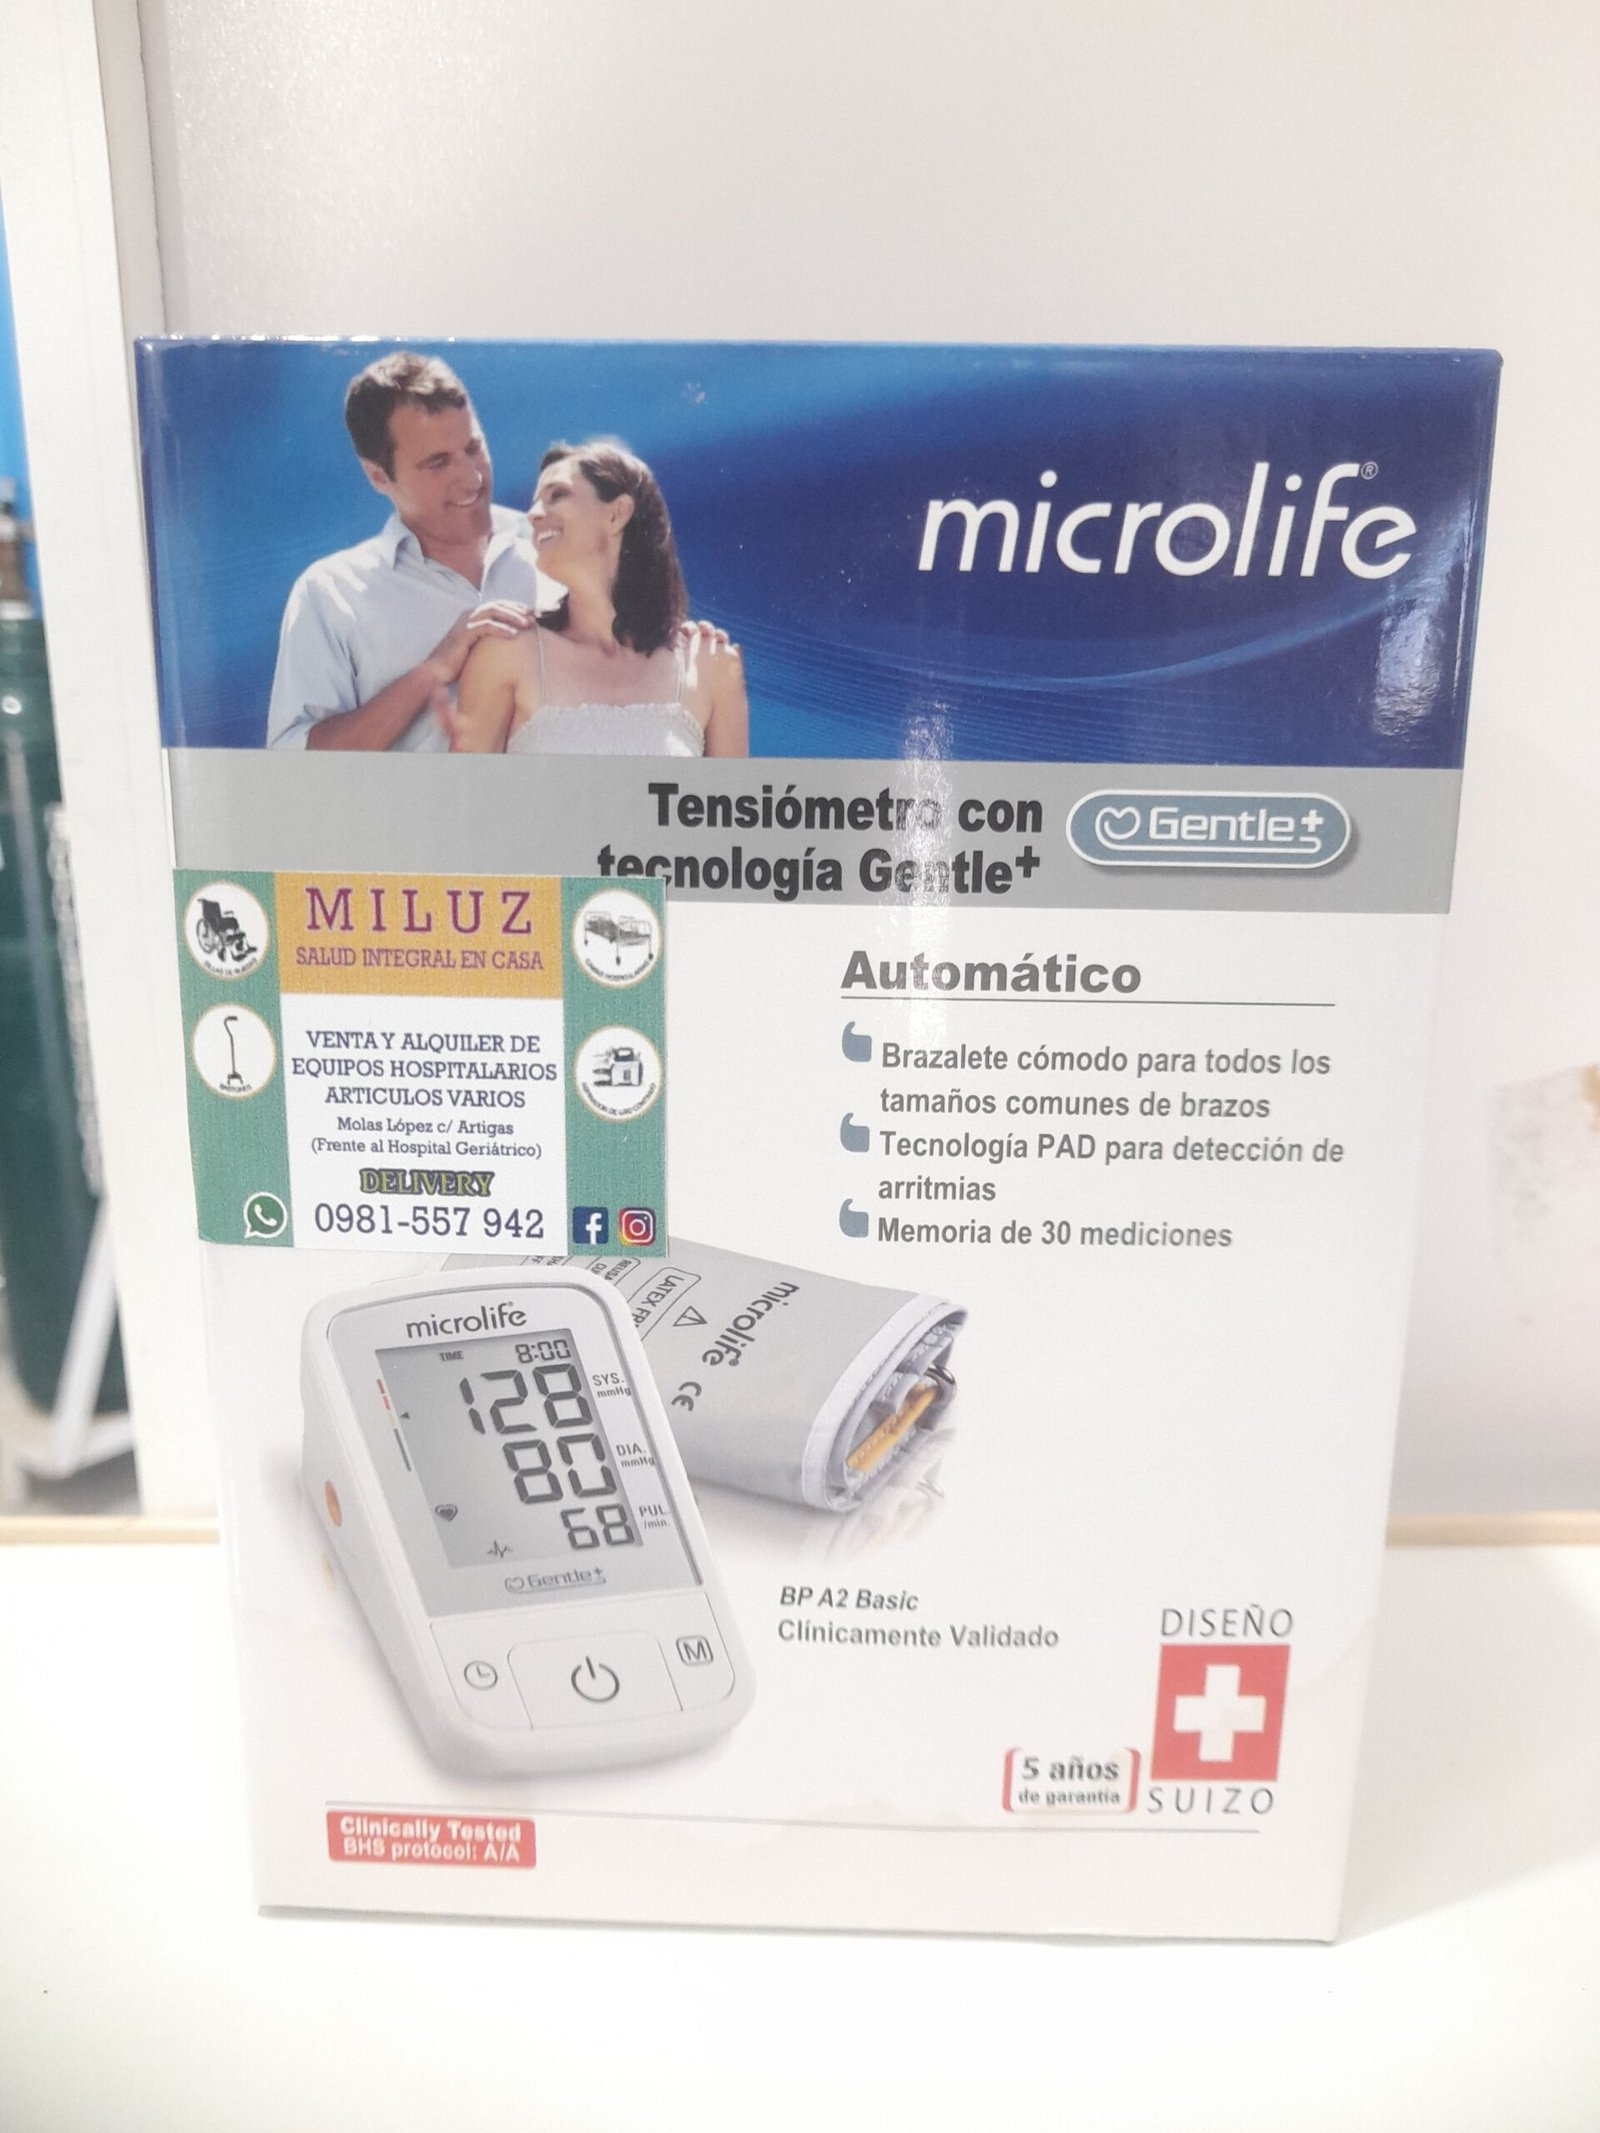 microlife®
Tensiómetro con
tecnología Gentle+
Gentle+
MILUZ
SALUD INTEGRAL EN CASA
VENTA Y ALQUILER DE
EQUIPOS HOSPITALARIOS
ARTICULOS VARIOS
Molas López c/ Artigas
(Frente al Hospital Geriátrico)
DELIVERY
0981-557 942
Automático
Brazalete cómodo para todos los
tamaños comunes de brazos
Tecnología PAD para detección de
arritmias
Memoria de 30 mediciones
microlife
CE
microlife
TIME 8:00
128 SYS. mmHg
80 DIA. mmHg
68 PUL. /min.
Gentle+
M
BP A2 Basic
Clínicamente Validado
DISEÑO
SUIZO
5 años
de garantía
Clinically Tested
BHS protocol: A/A